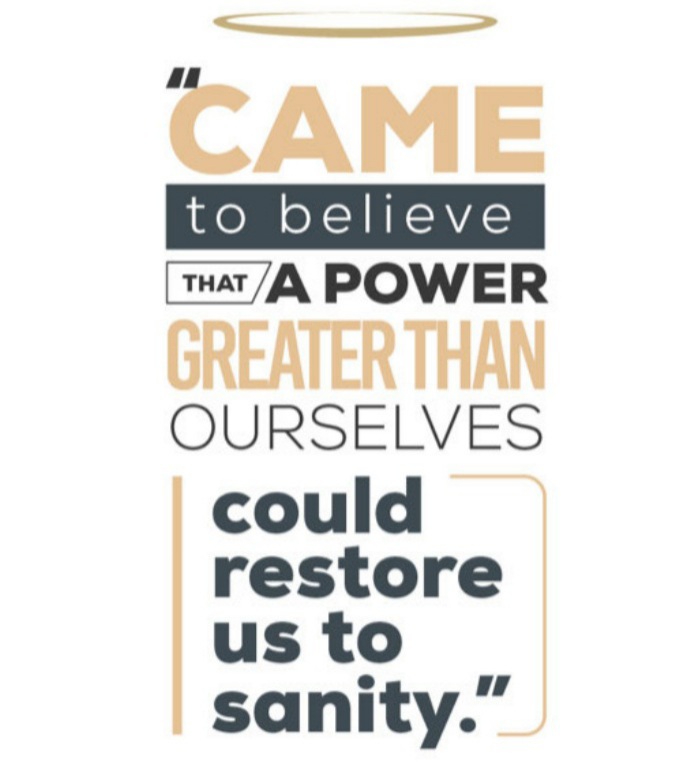 “CAME
to believe
THAT A POWER
GREATER THAN
OURSELVES
could
restore
us to
sanity.”